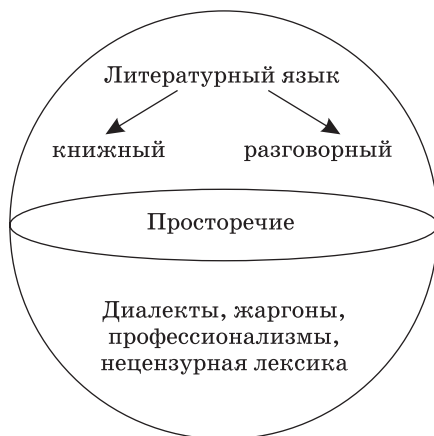 Литературный язык
книжный разговорный
Просторечие
Диалекты, жаргоны,
профессионализмы,
нецензурная лексика